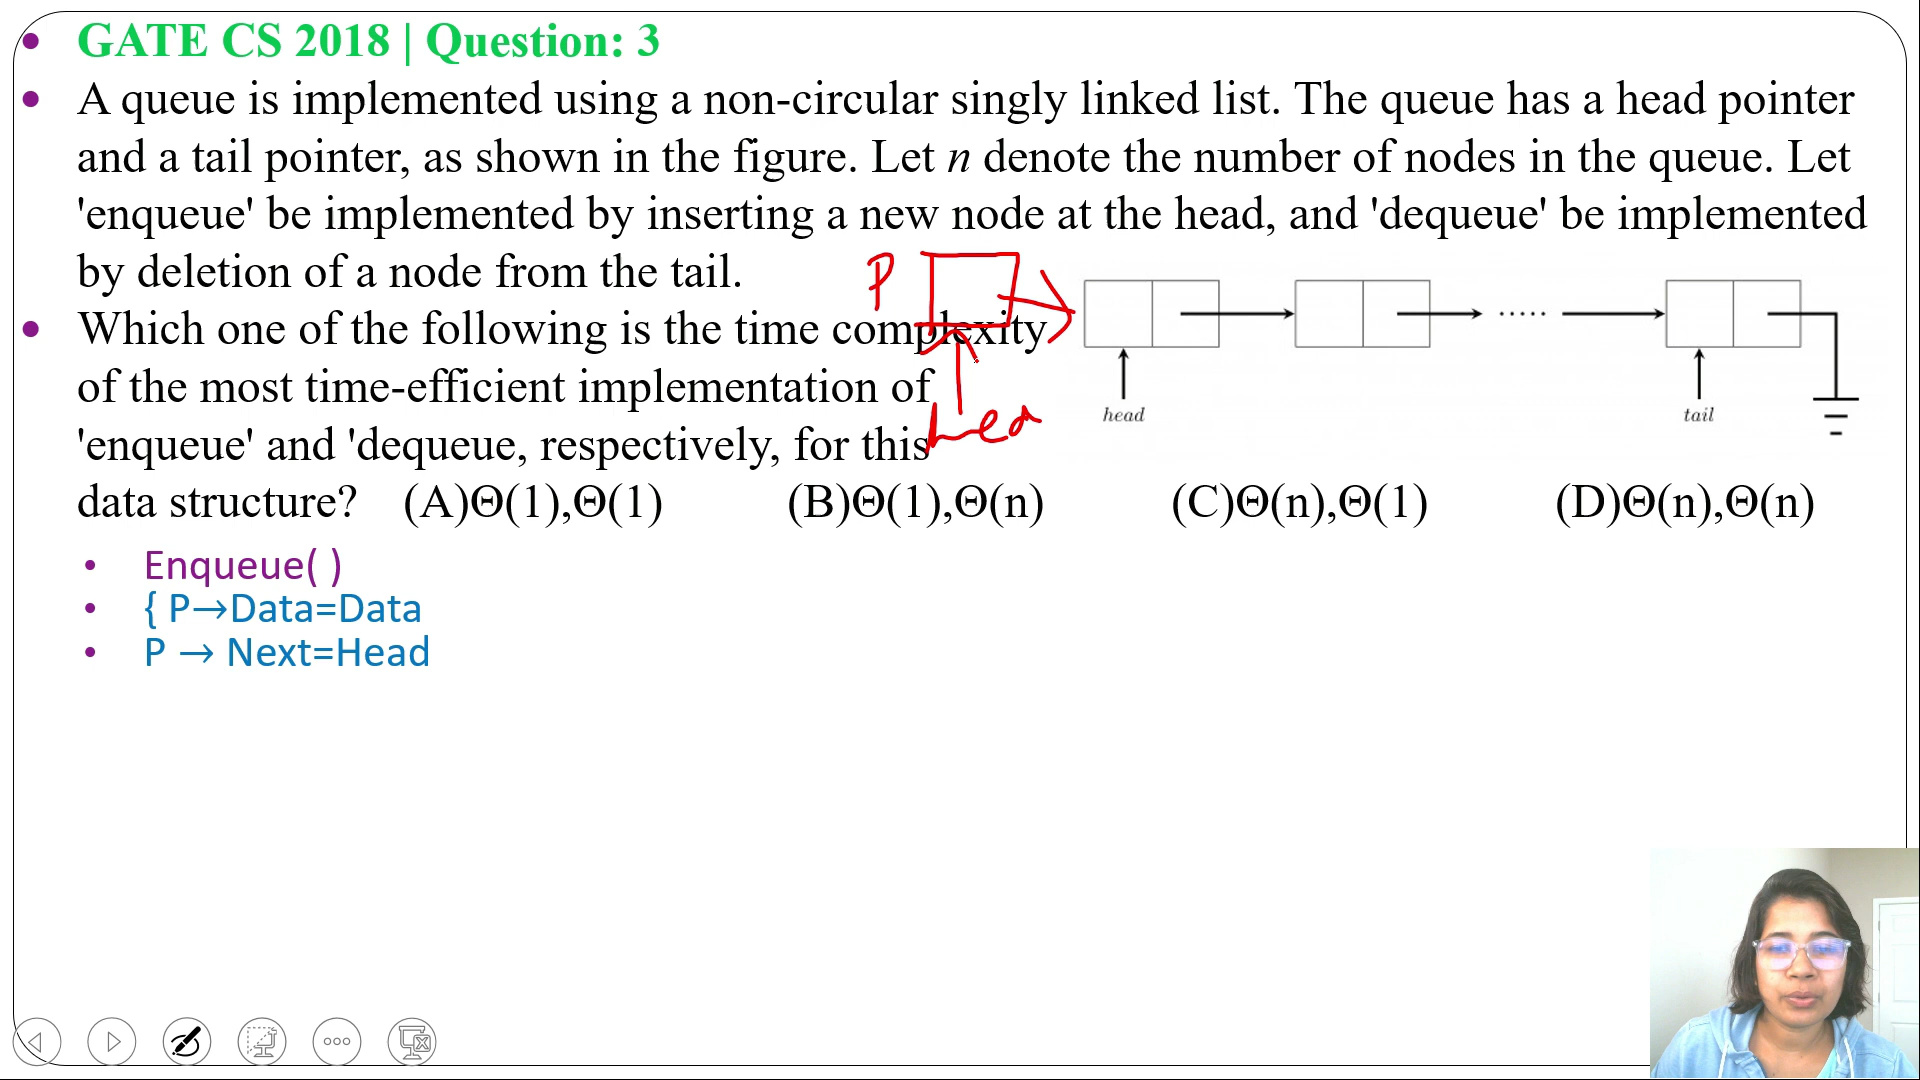 GATE CS 2018 | Question: 3
A queue is implemented using a non-circular singly linked list. The queue has a head pointer
and a tail pointer, as shown in the figure. Let n denote the number of nodes in the queue. Let
'enqueue' be implemented by inserting a new node at the head, and 'dequeue' be implemented
by deletion of a node from the tail.
P
Which one of the following is the time complexity
of the most time-efficient implementation of
head
tail
Hea
'enqueue' and 'dequeue, respectively, for this
data structure? (A)Θ(1),Θ(1) (B)Θ(1),Θ(n) (C)Θ(n),Θ(1) (D)Θ(n),Θ(n)
Enqueue( )
{ P→Data=Data
P → Next=Head